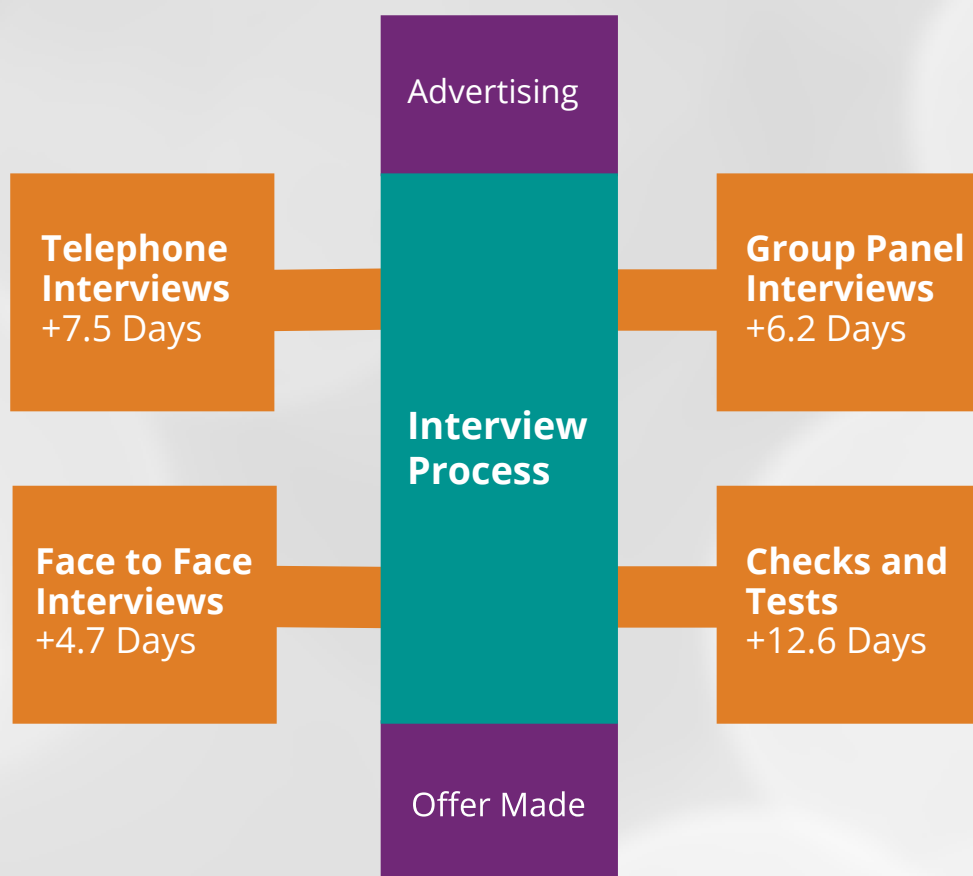 Advertising
Telephone
Interviews
+7.5 Days
Group Panel
Interviews
+6.2 Days
Interview
Process
Face to Face
Interviews
+4.7 Days
Checks and
Tests
+12.6 Days
Offer Made